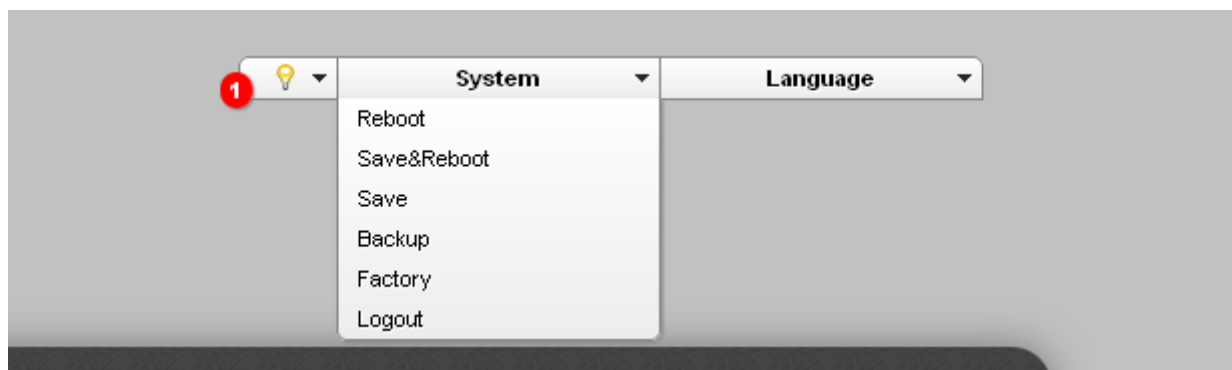 1
System
Language
Reboot
Save&Reboot
Save
Backup
Factory
Logout